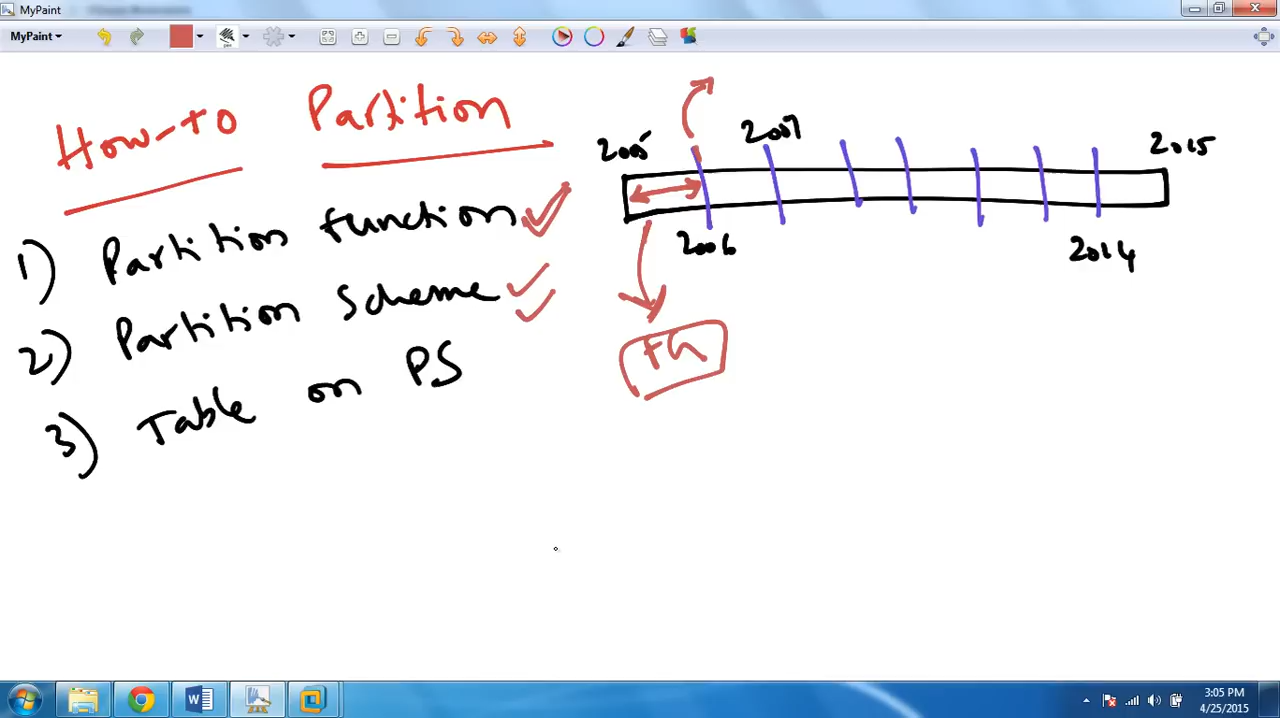 MyPaint
MyPaint
How-to Partition
1) Partition function
2) Partition Scheme
3) Table on PS
2005 2007 2015
2006 2014
FG
3:05 PM
4/25/2015